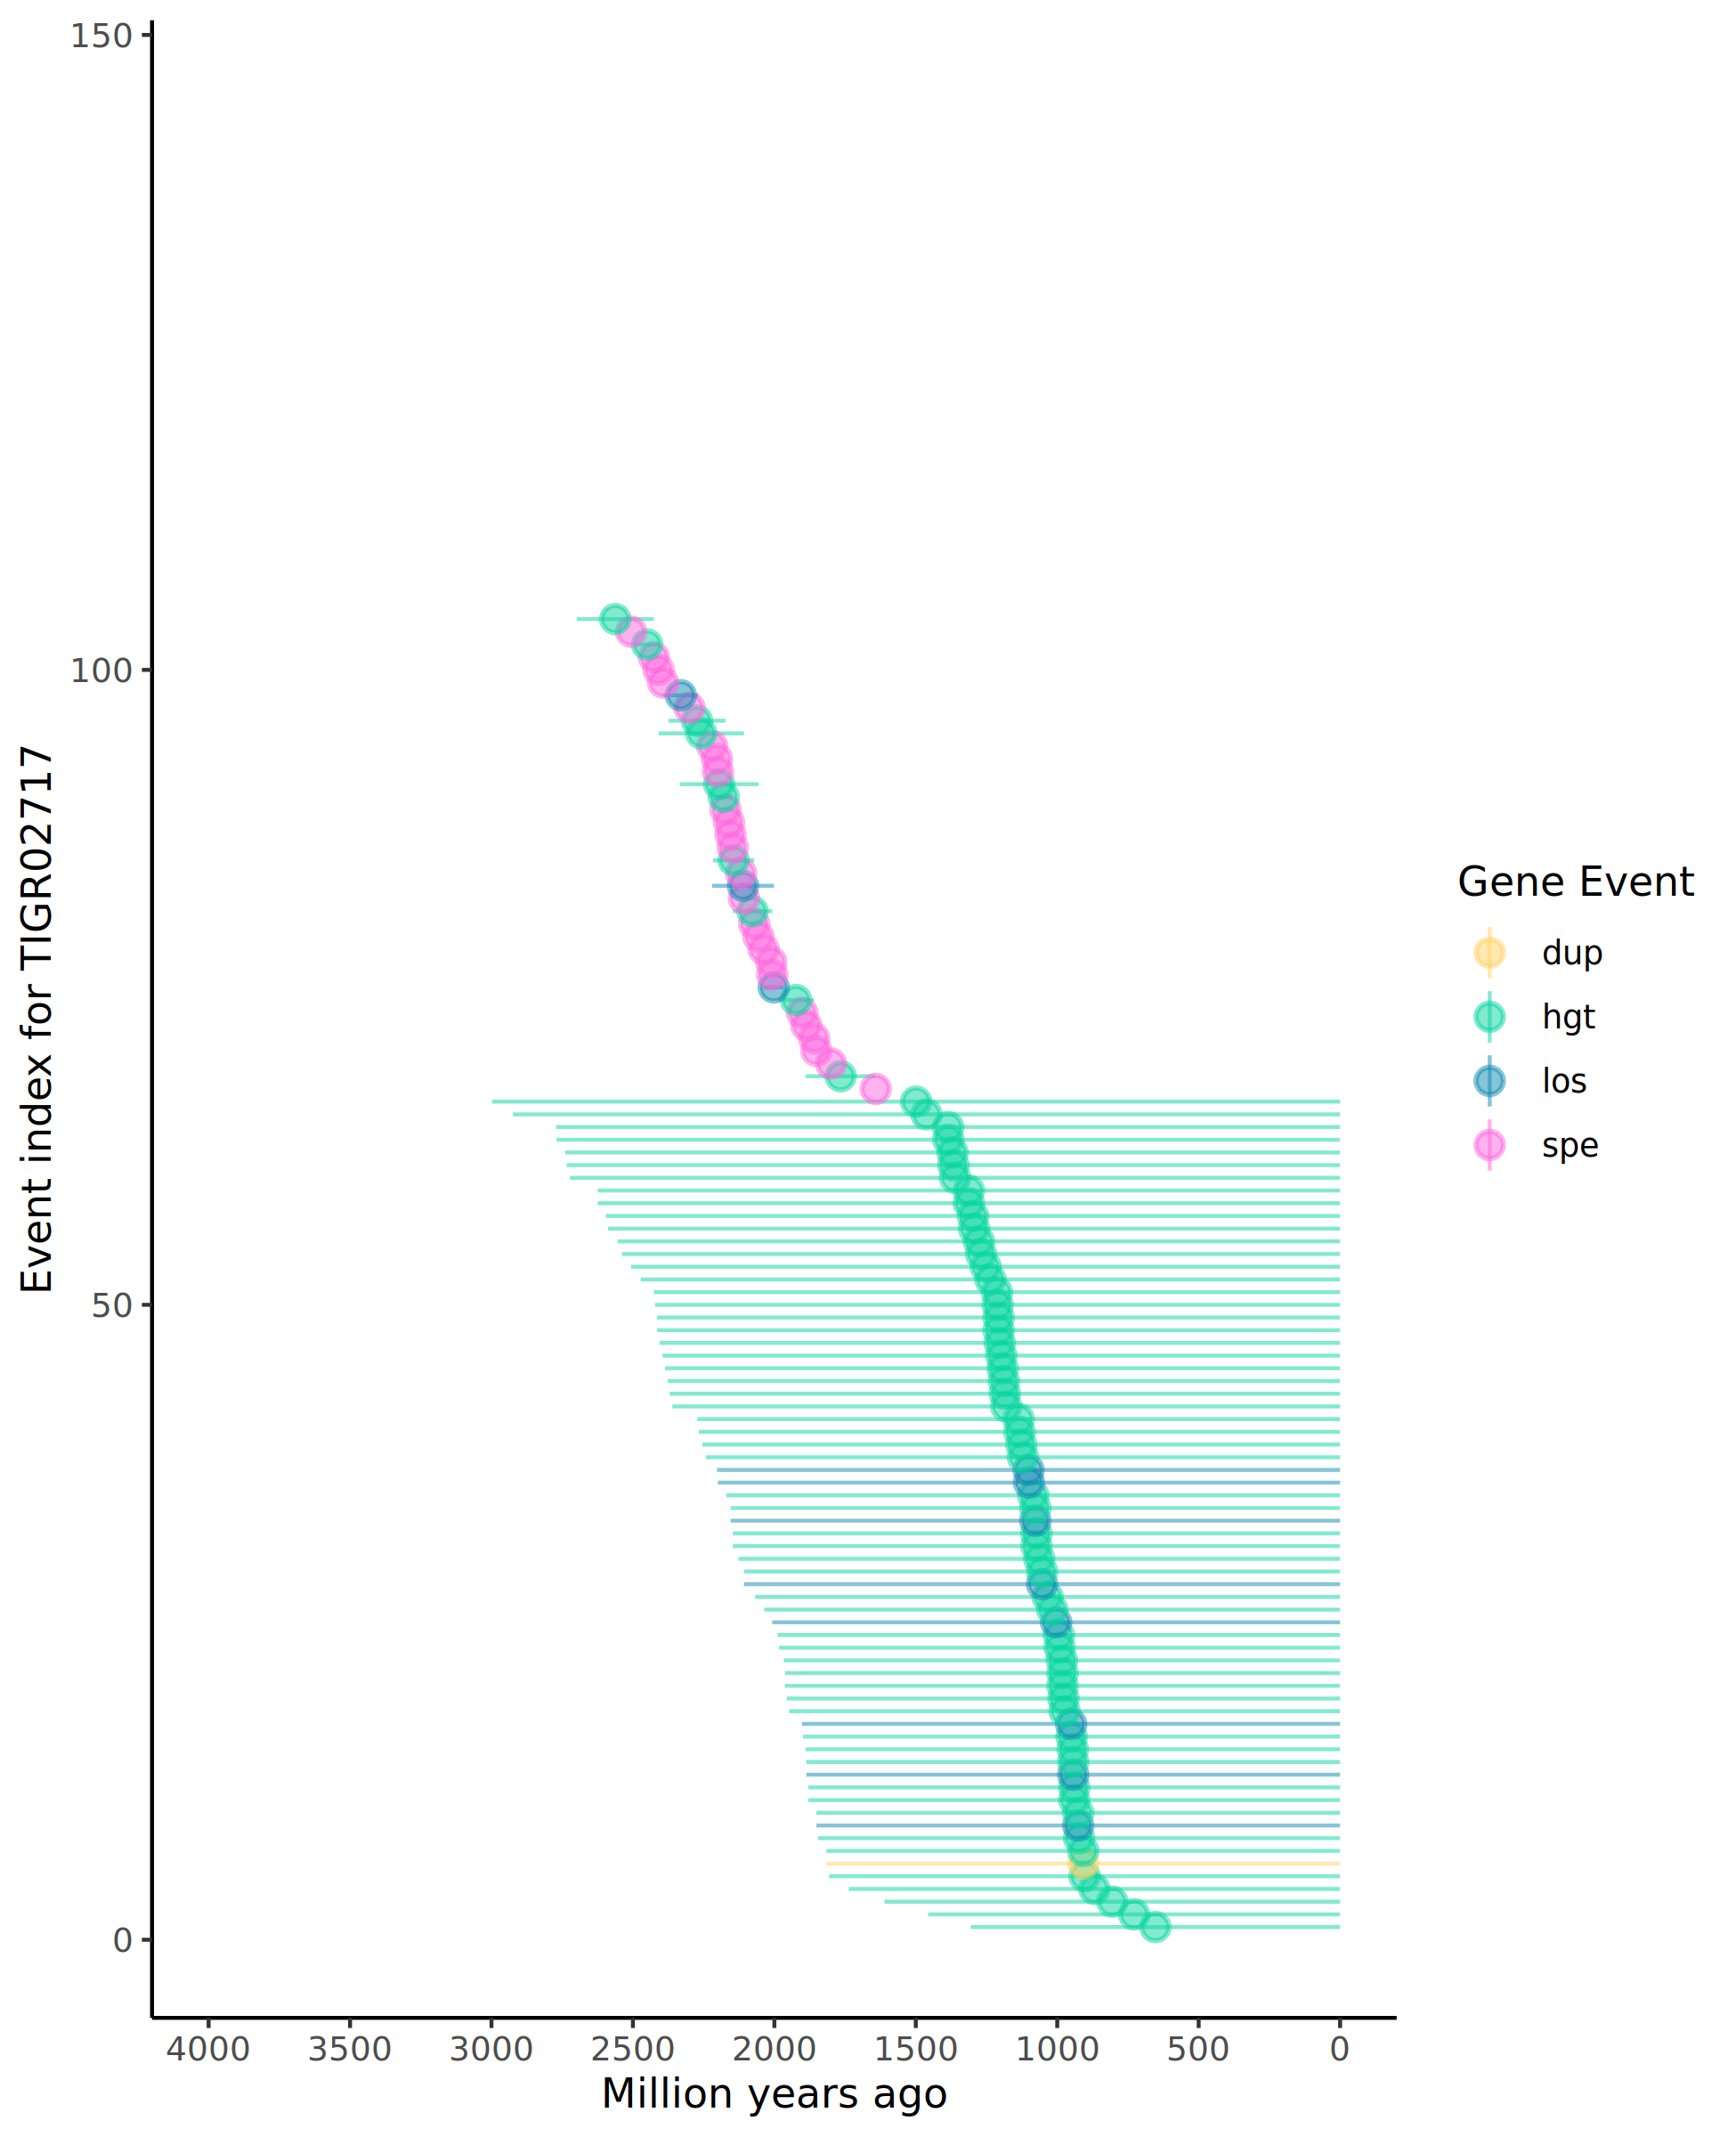 150
100
50
0
Event index for TIGR02717
4000 3500 3000 2500 2000 1500 1000 500 0
Million years ago
Gene Event
dup
hgt
los
spe